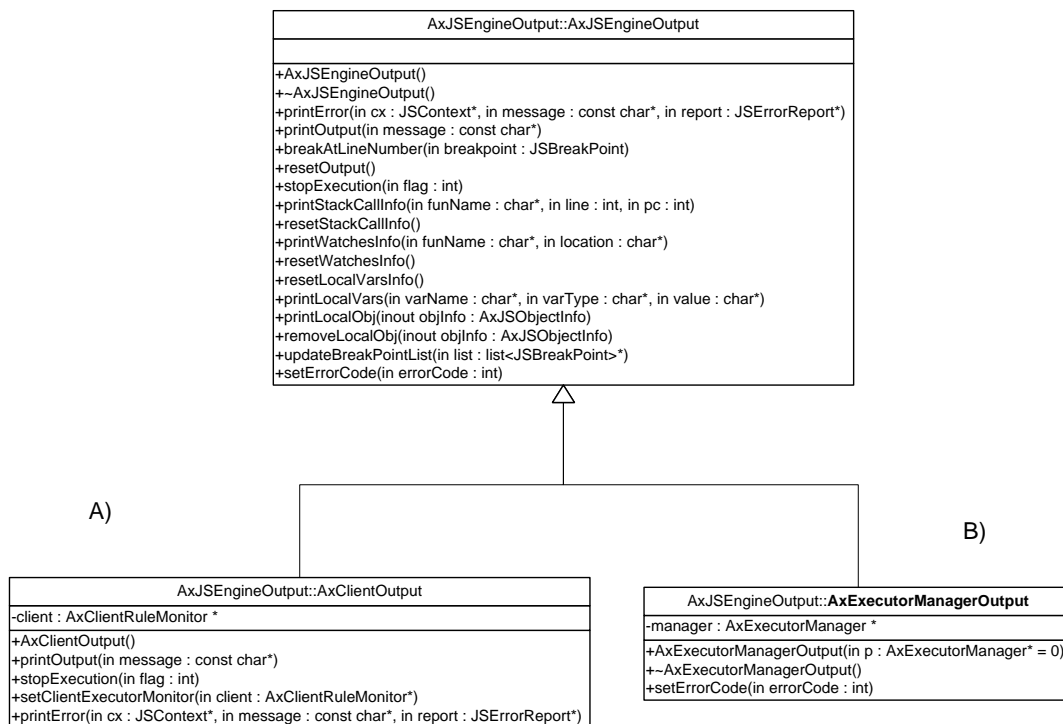 AxJSEngineOutput::AxJSEngineOutput
+AxJSEngineOutput()
+~AxJSEngineOutput()
+printError(in cx : JSContext*, in message : const char*, in report : JSErrorReport*)
+printOutput(in message : const char*)
+breakAtLineNumber(in breakpoint : JSBreakPoint)
+resetOutput()
+stopExecution(in flag : int)
+printStackCallInfo(in funName : char*, in line : int, in pc : int)
+resetStackCallInfo()
+printWatchesInfo(in funName : char*, in location : char*)
+resetWatchesInfo()
+resetLocalVarsInfo()
+printLocalVars(in varName : char*, in varType : char*, in value : char*)
+printLocalObj(inout objInfo : AxJSObjectInfo)
+removeLocalObj(inout objInfo : AxJSObjectInfo)
+updateBreakPointList(in list : list<JSBreakPoint>*)
+setErrorCode(in errorCode : int)
A)
AxJSEngineOutput::AxClientOutput
-client : AxClientRuleMonitor *
+AxClientOutput()
+printOutput(in message : const char*)
+stopExecution(in flag : int)
+setClientExecutorMonitor(in client : AxClientRuleMonitor*)
+printError(in cx : JSContext*, in message : const char*, in report : JSErrorReport*)
B)
AxJSEngineOutput::AxExecutorManagerOutput
-manager : AxExecutorManager *
+AxExecutorManagerOutput(in p : AxExecutorManager* = 0)
+~AxExecutorManagerOutput()
+setErrorCode(in errorCode : int)